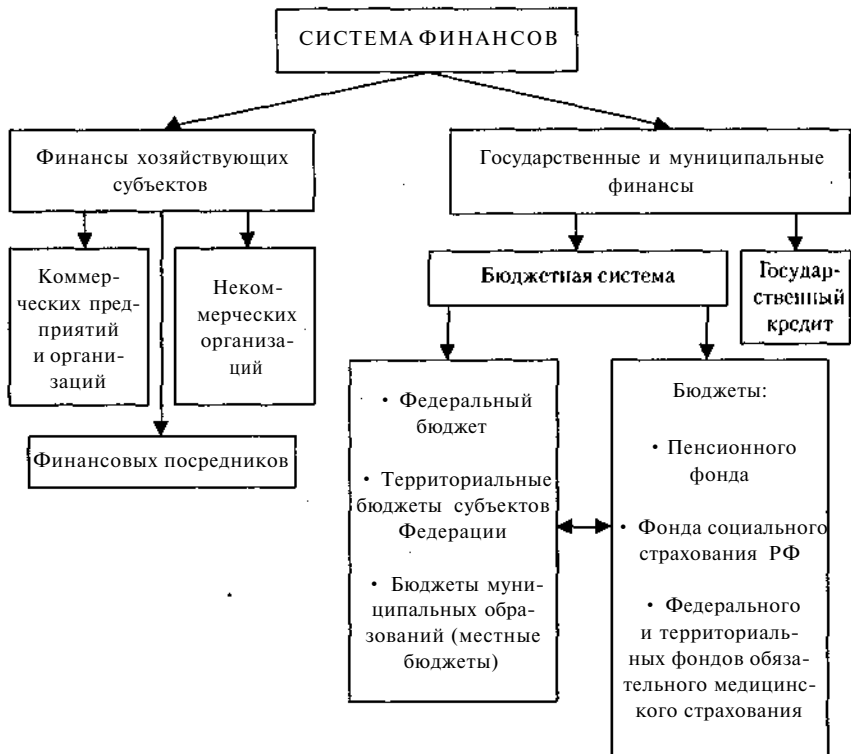 СИСТЕМА ФИНАНСОВ
Финансы хозяйствующих
субъектов
Государственные и муниципальные
финансы
Коммер-
ческих пред-
приятий
и органи-
заций
Неком-
мерческих
организа-
ций
Финансовых посредников
Бюджетная система
Государ-
ственный
кредит
• Федеральный
бюджет
• Территориальные
бюджеты субъектов
Федерации
• Бюджеты муни-
ципальных обра-
зований (местные
бюджеты)
Бюджеты:
• Пенсионного
фонда
• Фонда социального
страхования РФ
• Федерального
и территориаль-
ных фондов обяза-
тельного медицинс-
кого страхования